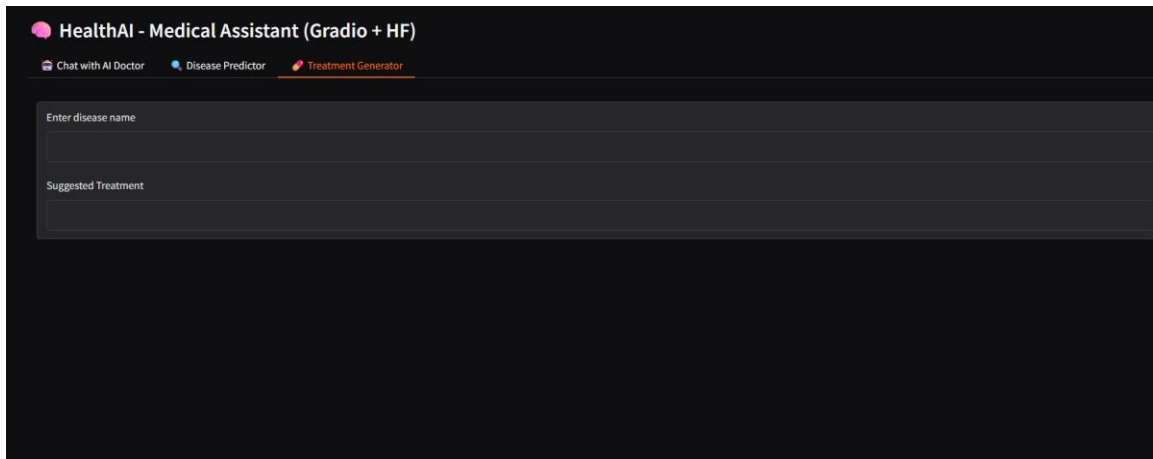 HealthAI - Medical Assistant (Gradio + HF)
Chat with AI Doctor Disease Predictor Treatment Generator
Enter disease name
Suggested Treatment